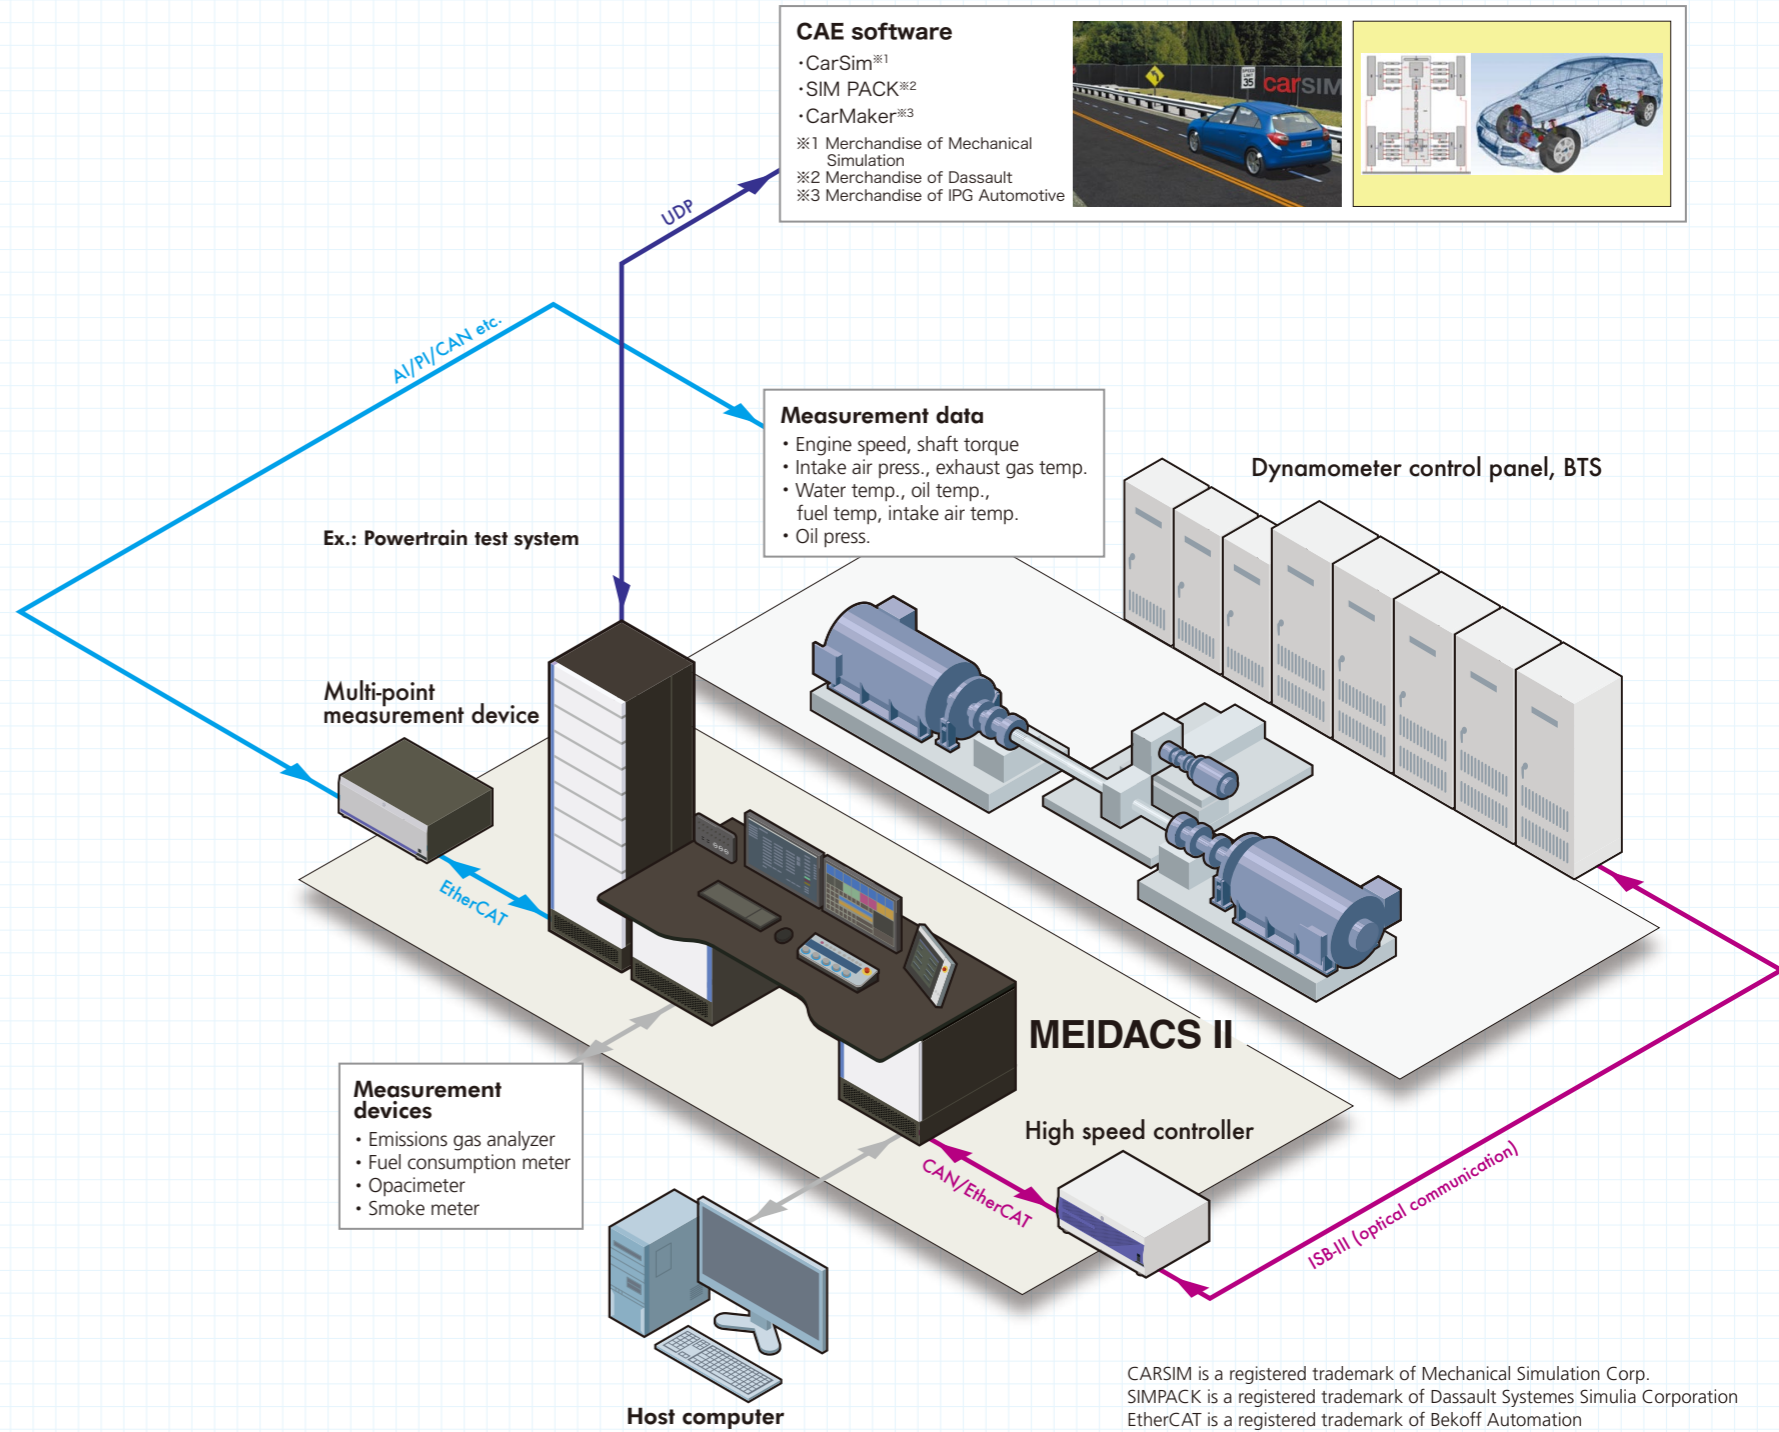 CAE software
・CarSim※1
・SIM PACK※2
・CarMaker※3
※1 Merchandise of Mechanical
Simulation
※2 Merchandise of Dassault
※3 Merchandise of IPG Automotive
SPEED
LIMIT
35
carSIM
UDP
AI/PI/CAN etc.
Measurement data
• Engine speed, shaft torque
• Intake air press., exhaust gas temp.
• Water temp., oil temp.,
fuel temp, intake air temp.
• Oil press.
Dynamometer control panel, BTS
Ex.: Powertrain test system
Multi-point
measurement device
EtherCAT
MEIDACS II
Measurement
devices
• Emissions gas analyzer
• Fuel consumption meter
• Opacimeter
• Smoke meter
High speed controller
CAN/EtherCAT
ISB-III (optical communication)
Host computer
CARSIM is a registered trademark of Mechanical Simulation Corp.
SIMPACK is a registered trademark of Dassault Systemes Simulia Corporation
EtherCAT is a registered trademark of Bekoff Automation